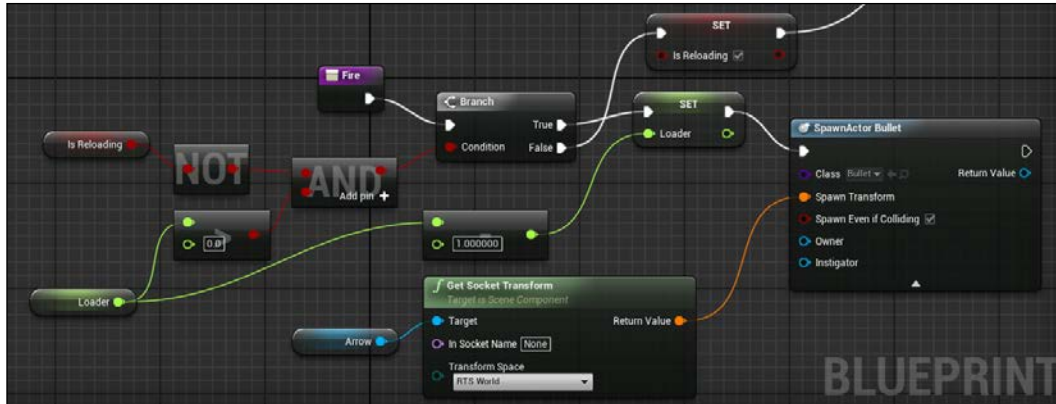 SET
Is Reloading
Fire
Branch
True
Condition
False
SET
Loader
SpawnActor Bullet
Class Bullet
Return Value
Spawn Transform
Spawn Even if Colliding
Owner
Instigator
Is Reloading
NOT
AND
Add pin +
>
0.0
-
1.000000
Loader
Get Socket Transform
Target is Scene Component
Target
Return Value
In Socket Name None
Transform Space
RTS World
Arrow
BLUEPRINT